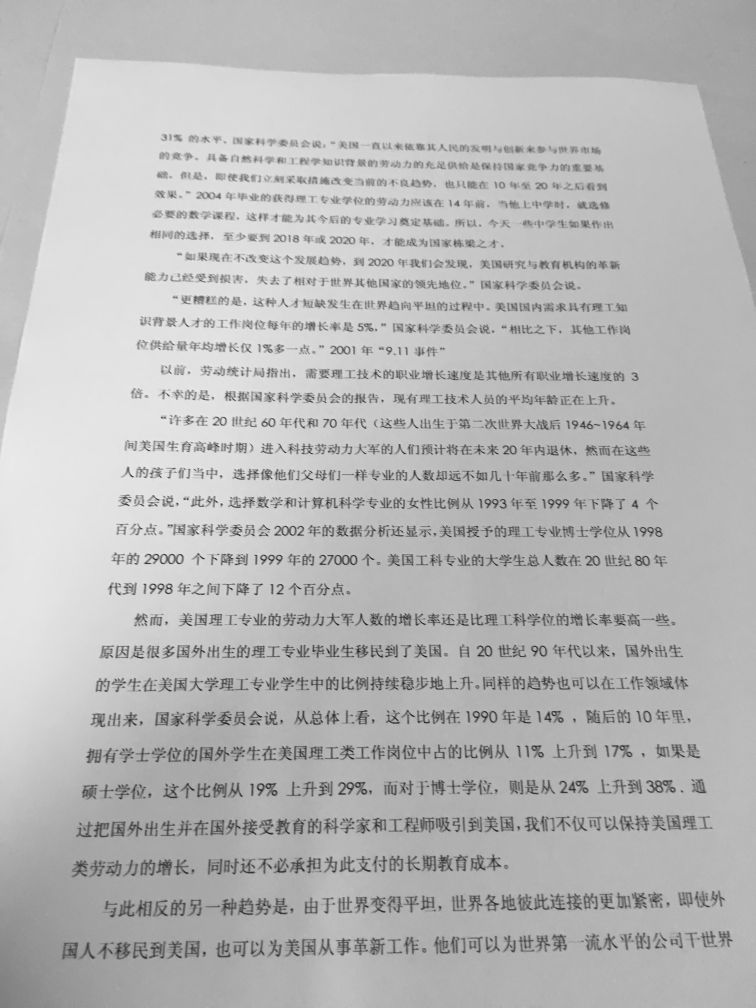 31% 的水平。国家科学委员会说，“美国一直以来依靠其人民的发明与创新来参与世界市场
的竞争。具备自然科学和工程学知识背景的劳动力的充足供给是保持国家竞争力的重要基
础。但是，即使我们立刻采取措施改变当前的不良趋势，也只能在 10 年至 20 年之后看到
效果。” 2004 年毕业的获得理工专业学位的劳动力应该在 14 年前，当他上中学时，就选修
必要的数学课程，这样才能为其今后的专业学习奠定基础。所以，今天一些中学生如果作出
相同的选择，至少要到 2018 年或 2020 年，才能成为国家栋梁之才。
“如果现在不改变这个发展趋势，到 2020 年我们会发现，美国研究与教育机构的革新
能力已经受到损害，失去了相对于世界其他国家的领先地位。” 国家科学委员会说。
“更糟糕的是，这种人才短缺发生在世界趋向平坦的过程中。美国国内需求具有理工知
识背景人才的工作岗位每年的增长率是 5%，” 国家科学委员会说，“相比之下，其他工作岗
位供给量年均增长仅 1%多一点。” 2001 年 “9.11 事件”
以前，劳动统计局指出，需要理工技术的职业增长速度是其他所有职业增长速度的 3
倍。 不幸的是，根据国家科学委员会的报告，现有理工技术人员的平均年龄正在上升。
“许多在 20 世纪 60 年代和 70 年代（这些人出生于第二次世界大战后 1946~1964 年
间美国生育高峰时期）进入科技劳动力大军的人们预计将在未来 20 年内退休，然而在这些
人的孩子们当中，选择像他们父母们一样专业的人数却远不如几十年前那么多。” 国家科学
委员会说，“此外，选择数学和计算机科学专业的女性比例从 1993 年至 1999 年下降了 4 个
百分点。”国家科学委员会 2002 年的数据分析还显示，美国授予的理工专业博士学位从 1998
年的 29000 个下降到 1999 年的 27000 个。美国工科专业的大学生总人数在 20 世纪 80 年
代到 1998 年之间下降了 12 个百分点。
然而，美国理工专业的劳动力大军人数的增长率还是比理工科学位的增长率要高一些。
原因是很多国外出生的理工专业毕业生移民到了美国。自 20 世纪 90 年代以来，国外出生
的学生在美国大学理工专业学生中的比例持续稳步地上升。同样的趋势也可以在工作领域体
现出来，国家科学委员会说，从总体上看，这个比例在 1990 年是 14% ，随后的 10 年里，
拥有学士学位的国外学生在美国理工类工作岗位中占的比例从 11% 上升到 17% ，如果是
硕士学位，这个比例从 19% 上升到 29%，而对于博士学位，则是从 24% 上升到 38%．通
过把国外出生并在国外接受教育的科学家和工程师吸引到美国，我们不仅可以保持美国理工
类劳动力的增长，同时还不必承担为此支付的长期教育成本。
与此相反的另一种趋势是，由于世界变得平坦，世界各地彼此连接的更加紧密，即使外
国人不移民到美国，也可以为美国从事革新工作。他们可以为世界第一流水平的公司干世界